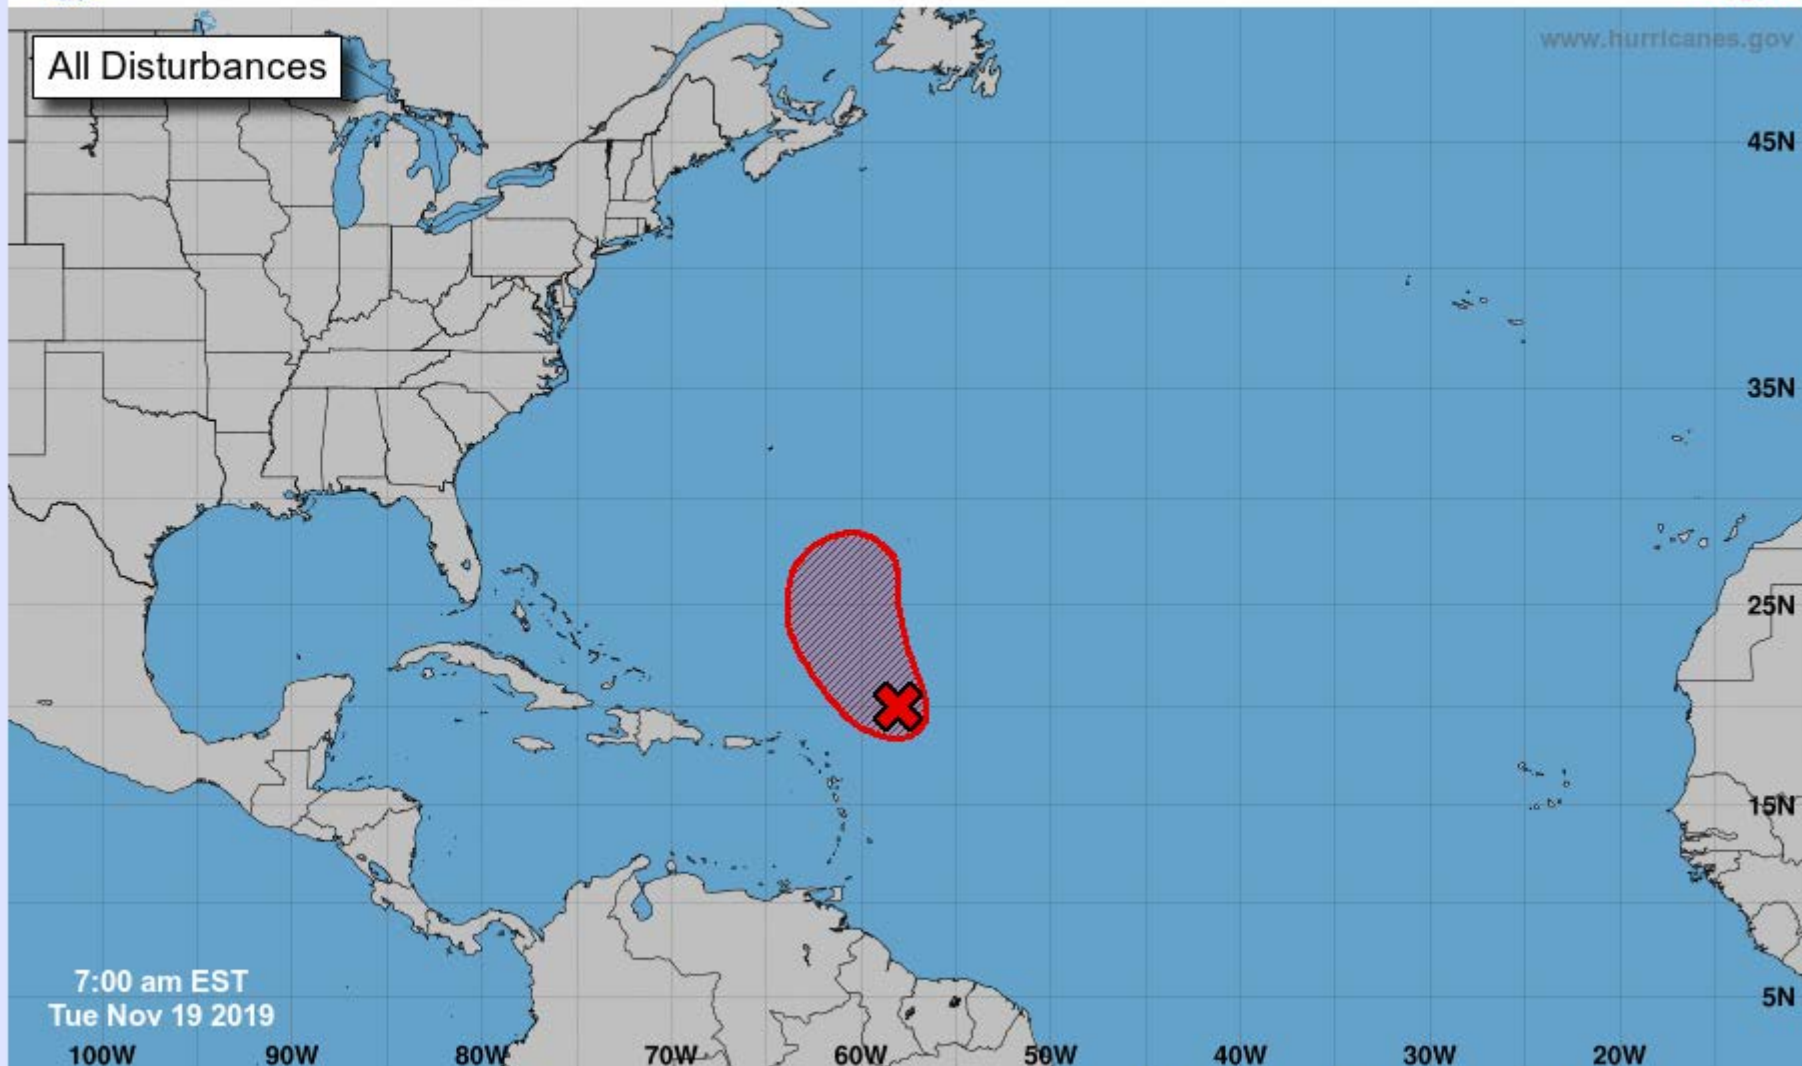 www.hurricanes.gov
All Disturbances
45N
35N
25N
15N
5N
7:00 am EST
Tue Nov 19 2019
100W 90W 80W 70W 60W 50W 40W 30W 20W